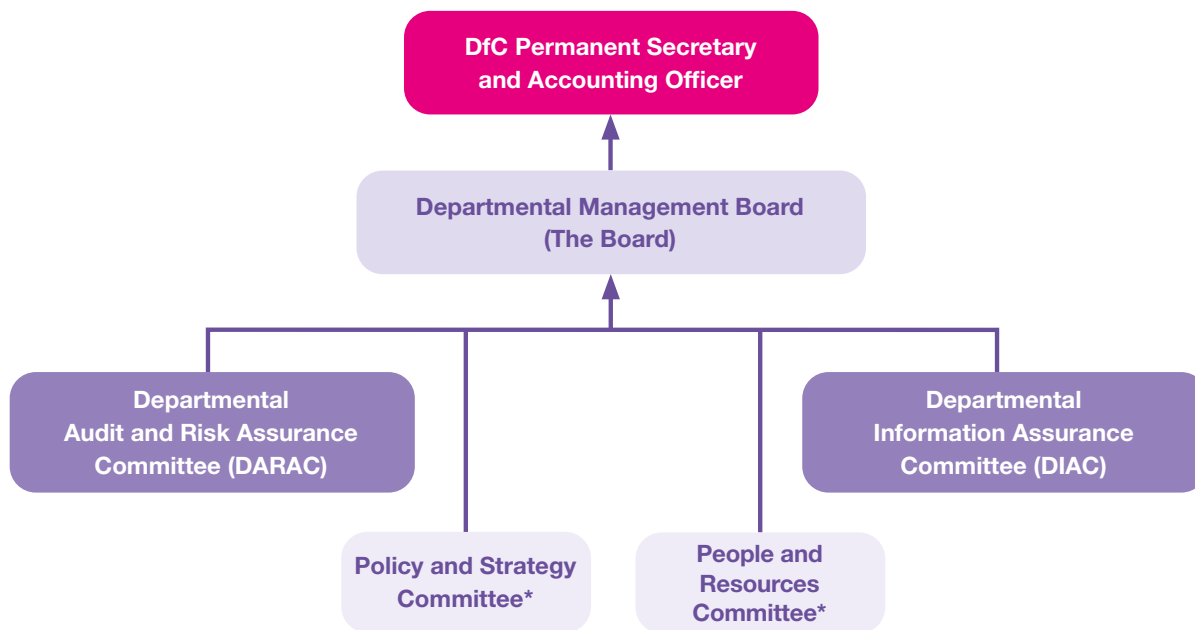 DfC Permanent Secretary
and Accounting Officer
Departmental Management Board
(The Board)
Departmental
Audit and Risk Assurance
Committee (DARAC)
Departmental
Information Assurance
Committee (DIAC)
Policy and Strategy
Committee*
People and
Resources
Committee*